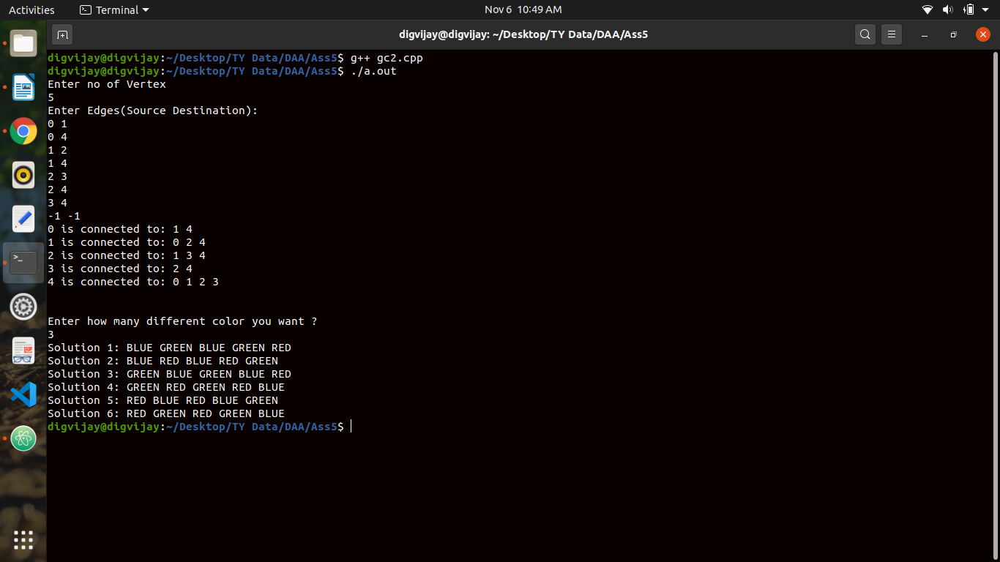 Activities Terminal Nov 6 10:49 AM
digvijay@digvijay: ~/Desktop/TY Data/DAA/Ass5
digvijay@digvijay:~/Desktop/TY Data/DAA/Ass5$ g++ gc2.cpp
digvijay@digvijay:~/Desktop/TY Data/DAA/Ass5$ ./a.out
Enter no of Vertex
5
Enter Edges(Source Destination):
0 1
0 4
1 2
1 4
2 3
2 4
3 4
-1 -1
0 is connected to: 1 4
1 is connected to: 0 2 4
2 is connected to: 1 3 4
3 is connected to: 2 4
4 is connected to: 0 1 2 3
Enter how many different color you want ?
3
Solution 1: BLUE GREEN BLUE GREEN RED
Solution 2: BLUE RED BLUE RED GREEN
Solution 3: GREEN BLUE GREEN BLUE RED
Solution 4: GREEN RED GREEN RED BLUE
Solution 5: RED BLUE RED BLUE GREEN
Solution 6: RED GREEN RED GREEN BLUE
digvijay@digvijay:~/Desktop/TY Data/DAA/Ass5$